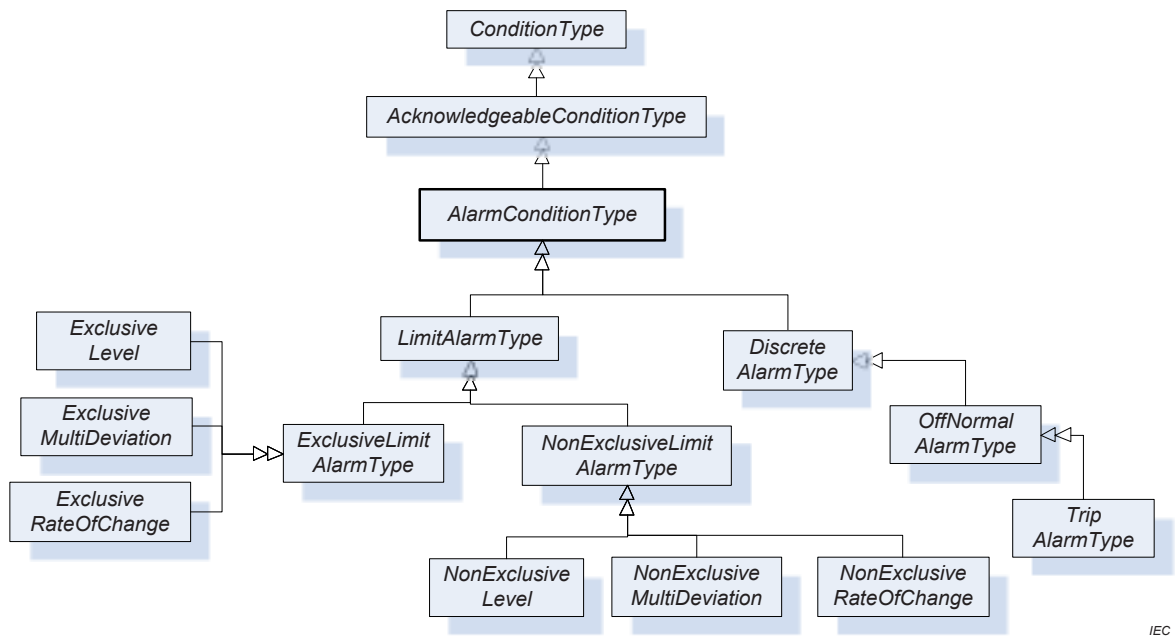 ConditionType
AcknowledgeableConditionType
AlarmConditionType
LimitAlarmType
Discrete
AlarmType
Exclusive
Level
Exclusive
MultiDeviation
Exclusive
RateOfChange
ExclusiveLimit
AlarmType
NonExclusiveLimit
AlarmType
OffNormal
AlarmType
Trip
AlarmType
NonExclusive
Level
NonExclusive
MultiDeviation
NonExclusive
RateOfChange
IEC